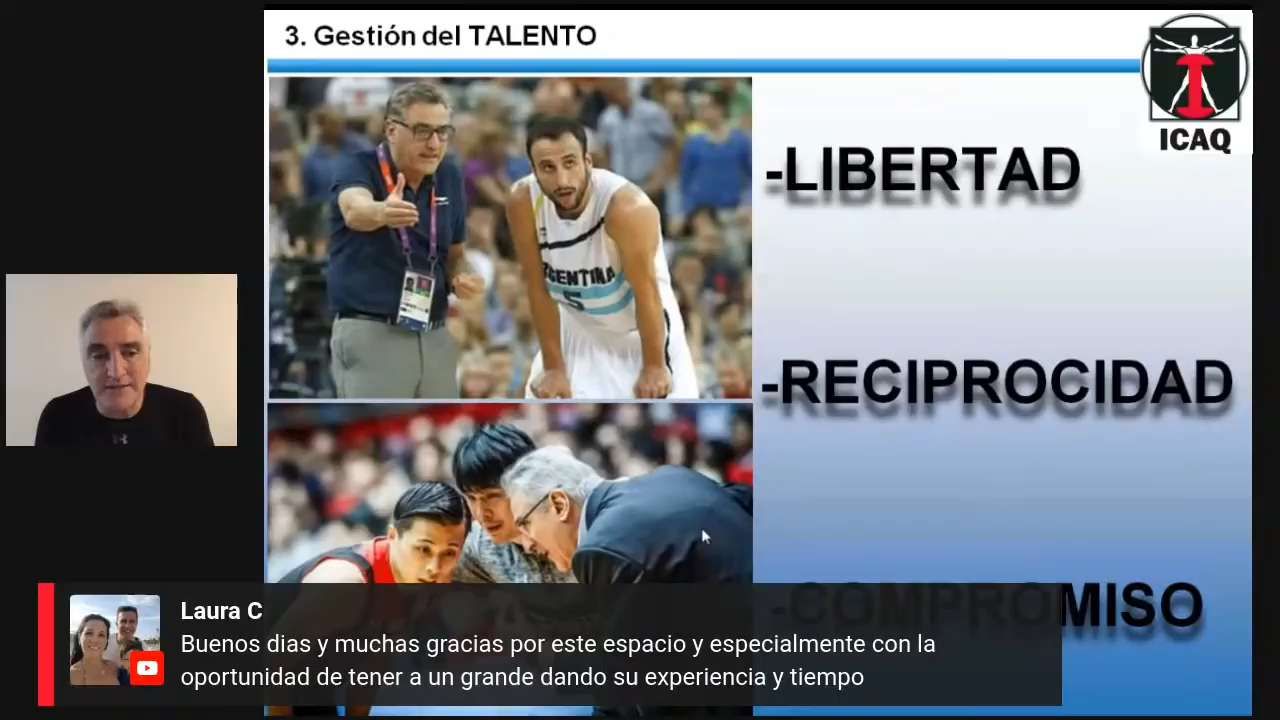 3. Gestión del TALENTO
ICAQ
-LIBERTAD
ARGENTINA
5
-RECIPROCIDAD
-COMPROMISO
Laura C
Buenos dias y muchas gracias por este espacio y especialmente con la
oportunidad de tener a un grande dando su experiencia y tiempo